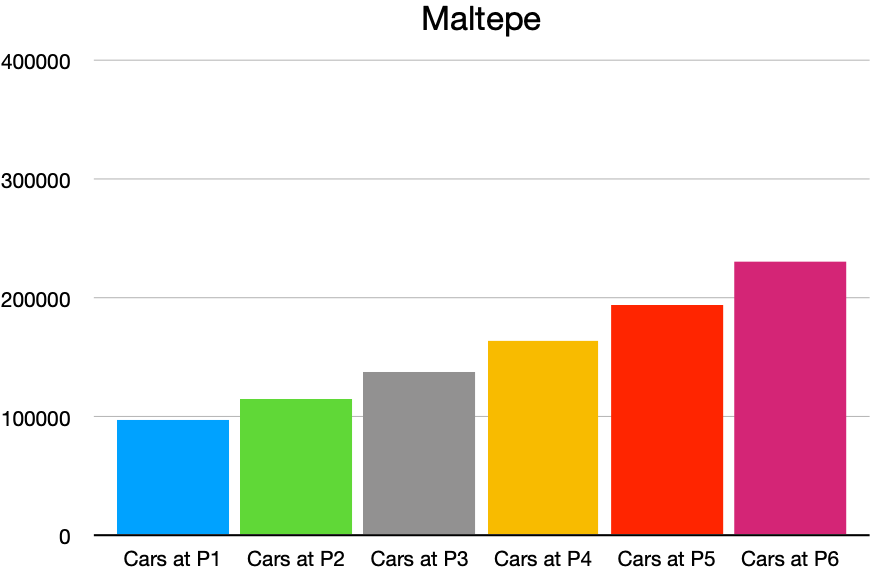 Maltepe
400000
300000
200000
100000
0
Cars at P1 Cars at P2 Cars at P3 Cars at P4 Cars at P5 Cars at P6